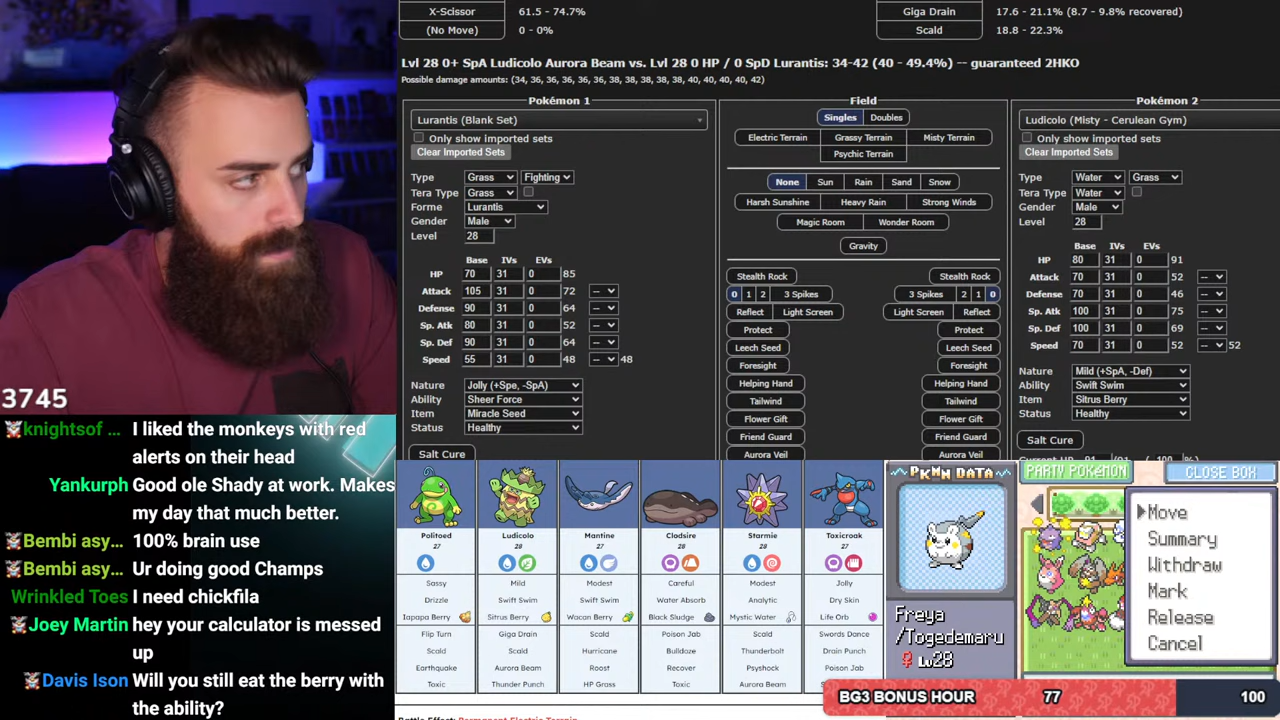 X-Scissor 61.5 - 74.7% Giga Drain 17.6 - 21.1% (8.7 - 9.8% recovered)
(No Move) 0 - 0% Scald 18.8 - 22.3%
Lvl 28 0+ SpA Ludicolo Aurora Beam vs. Lvl 28 0 HP / 0 SpD Lurantis: 34-42 (40 - 49.4%) -- guaranteed 2HKO
Possible damage amounts: (34, 36, 36, 36, 36, 36, 38, 38, 38, 38, 38, 40, 40, 40, 40, 42)
Pokémon 1
Lurantis (Blank Set)
Only show imported sets
Clear Imported Sets
Type Grass Fighting
Tera Type Grass
Forme Lurantis
Gender Male
Level 28
Base IVs EVs
HP 70 31 0 85
Attack 105 31 0 72 --
Defense 90 31 0 64 --
Sp. Atk 80 31 0 52 --
Sp. Def 90 31 0 64 --
Speed 55 31 0 48 -- 48
Nature Jolly (+Spe, -SpA)
Ability Sheer Force
Item Miracle Seed
Status Healthy
Salt Cure
Field
Singles Doubles
Electric Terrain Grassy Terrain Misty Terrain
Psychic Terrain
None Sun Rain Sand Snow
Harsh Sunshine Heavy Rain Strong Winds
Magic Room Wonder Room
Gravity
Stealth Rock Stealth Rock
0 1 2 3 Spikes 3 Spikes 2 1 0
Reflect Light Screen Light Screen Reflect
Protect Protect
Leech Seed Leech Seed
Foresight Foresight
Helping Hand Helping Hand
Tailwind Tailwind
Flower Gift Flower Gift
Friend Guard Friend Guard
Aurora Veil Aurora Veil
Pokémon 2
Ludicolo (Misty - Cerulean Gym)
Only show imported sets
Clear Imported Sets
Type Water Grass
Tera Type Water
Gender Male
Level 28
Base IVs EVs
HP 80 31 0 91
Attack 70 31 0 52 --
Defense 70 31 0 46 --
Sp. Atk 100 31 0 75 --
Sp. Def 100 31 0 69 --
Speed 70 31 0 52 -- 52
Nature Mild (+SpA, -Def)
Ability Swift Swim
Item Sitrus Berry
Status Healthy
Salt Cure
3745
knightsof ... I liked the monkeys with red
alerts on their head
Yankurph Good ole Shady at work. Makes
my day that much better.
Bembi asy... 100% brain use
Bembi asy... Ur doing good Champs
Wrinkled Toes I need chickfila
Joey Martin hey your calculator is messed
up
Davis Ison Will you still eat the berry with
the ability?
Politoed Ludicolo Mantine Clodsire Starmie Toxicroak
27 28 27 28 28 27
Sassy Mild Modest Careful Modest Jolly
Drizzle Swift Swim Swift Swim Water Absorb Analytic Dry Skin
Iapapa Berry Sitrus Berry Wacan Berry Black Sludge Mystic Water Life Orb
Flip Turn Giga Drain Scald Poison Jab Scald Swords Dance
Scald Scald Hurricane Bulldoze Thunderbolt Drain Punch
Earthquake Aurora Beam Roost Recover Psyshock Poison Jab
Toxic Thunder Punch HP Grass Toxic Aurora Beam
PKMN DATA
Freya
/Togedemaru
♀ Lv28
PARTY POKéMON CLOSE BOX
Move
Summary
Withdraw
Mark
Release
Cancel
BG3 BONUS HOUR 77 100
Battle Effect: Permanent Electric Terrain